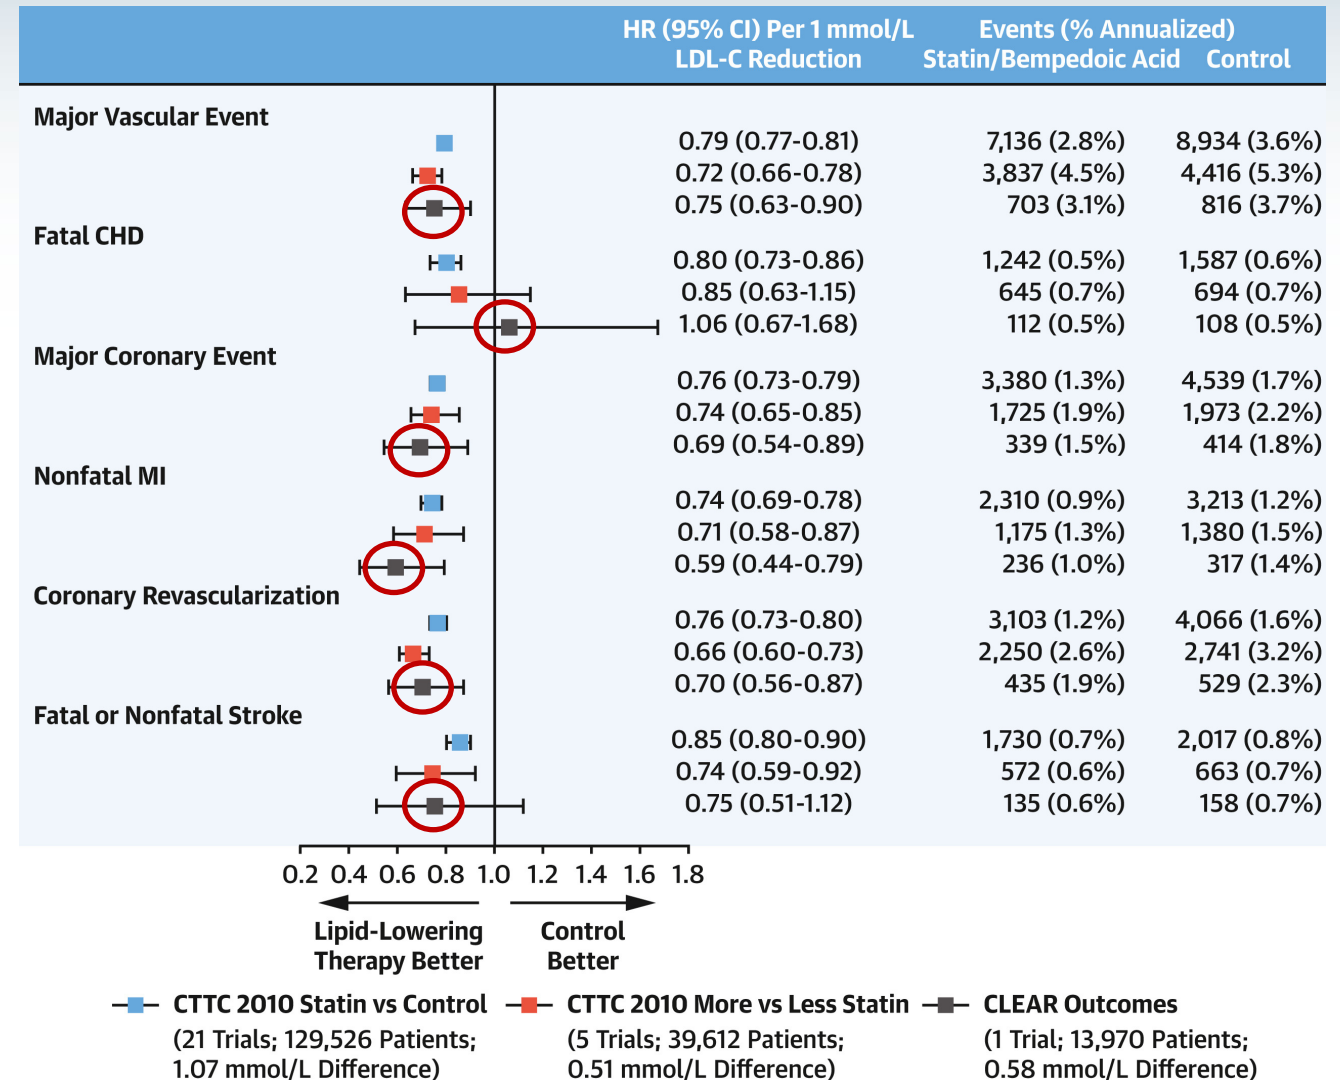 HR (95% CI) Per 1 mmol/L LDL-C Reduction
Events (% Annualized)
Statin/Bempedoic Acid Control
Major Vascular Event
0.79 (0.77-0.81) 7,136 (2.8%) 8,934 (3.6%)
0.72 (0.66-0.78) 3,837 (4.5%) 4,416 (5.3%)
0.75 (0.63-0.90) 703 (3.1%) 816 (3.7%)
Fatal CHD
0.80 (0.73-0.86) 1,242 (0.5%) 1,587 (0.6%)
0.85 (0.63-1.15) 645 (0.7%) 694 (0.7%)
1.06 (0.67-1.68) 112 (0.5%) 108 (0.5%)
Major Coronary Event
0.76 (0.73-0.79) 3,380 (1.3%) 4,539 (1.7%)
0.74 (0.65-0.85) 1,725 (1.9%) 1,973 (2.2%)
0.69 (0.54-0.89) 339 (1.5%) 414 (1.8%)
Nonfatal MI
0.74 (0.69-0.78) 2,310 (0.9%) 3,213 (1.2%)
0.71 (0.58-0.87) 1,175 (1.3%) 1,380 (1.5%)
0.59 (0.44-0.79) 236 (1.0%) 317 (1.4%)
Coronary Revascularization
0.76 (0.73-0.80) 3,103 (1.2%) 4,066 (1.6%)
0.66 (0.60-0.73) 2,250 (2.6%) 2,741 (3.2%)
0.70 (0.56-0.87) 435 (1.9%) 529 (2.3%)
Fatal or Nonfatal Stroke
0.85 (0.80-0.90) 1,730 (0.7%) 2,017 (0.8%)
0.74 (0.59-0.92) 572 (0.6%) 663 (0.7%)
0.75 (0.51-1.12) 135 (0.6%) 158 (0.7%)
0.2 0.4 0.6 0.8 1.0 1.2 1.4 1.6 1.8
Lipid-Lowering
Therapy Better
Control
Better
CTTC 2010 Statin vs Control
(21 Trials; 129,526 Patients;
1.07 mmol/L Difference)
CTTC 2010 More vs Less Statin
(5 Trials; 39,612 Patients;
0.51 mmol/L Difference)
CLEAR Outcomes
(1 Trial; 13,970 Patients;
0.58 mmol/L Difference)